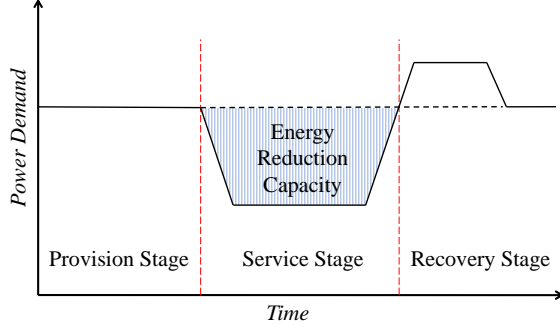 Power Demand
Energy
Reduction
Capacity
Provision Stage
Service Stage
Recovery Stage
Time